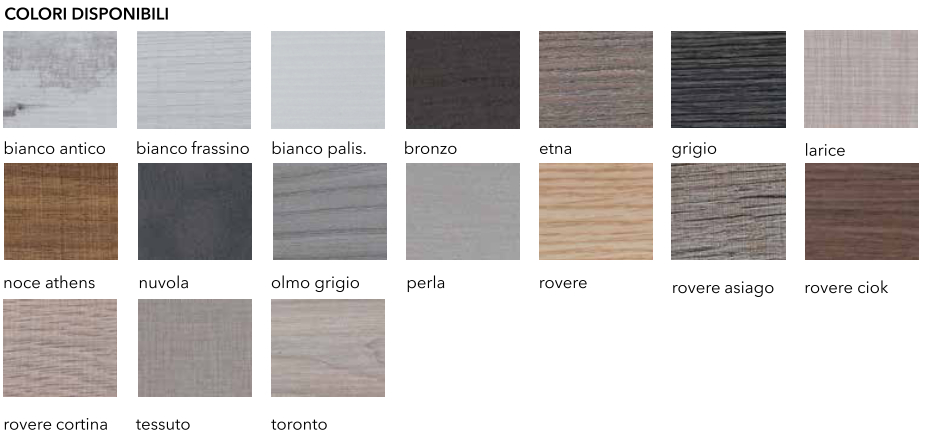 COLORI DISPONIBILI
bianco antico bianco frassino bianco palis. bronzo etna grigio larice
noce athens nuvola olmo grigio perla rovere rovere asiago rovere ciok
rovere cortina tessuto toronto